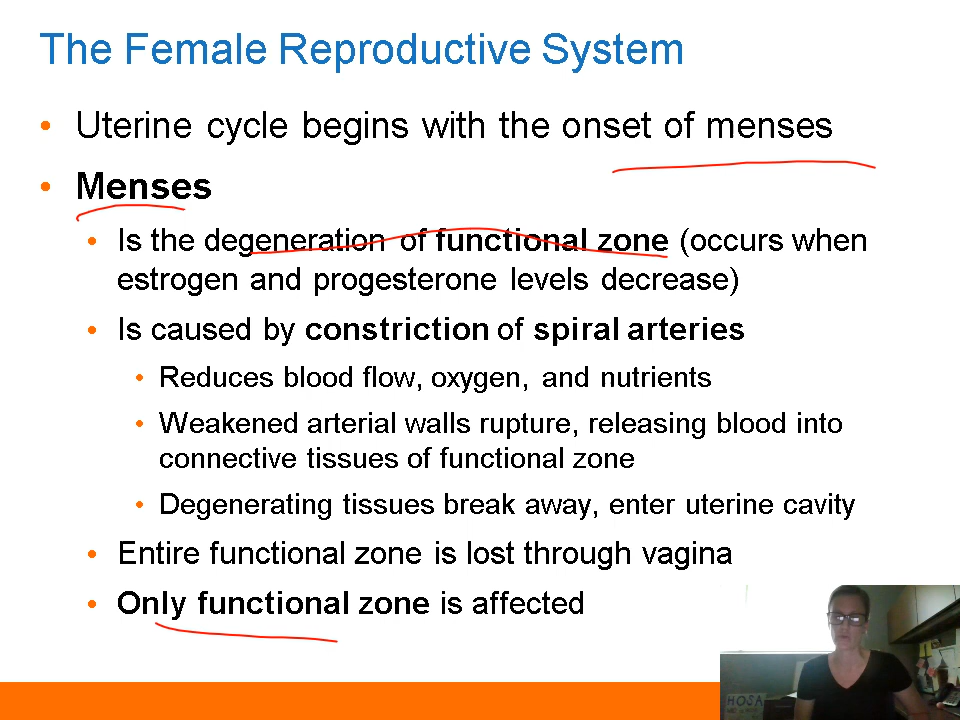 The Female Reproductive System
• Uterine cycle begins with the onset of menses
• Menses
• Is the degeneration of functional zone (occurs when
estrogen and progesterone levels decrease)
• Is caused by constriction of spiral arteries
• Reduces blood flow, oxygen, and nutrients
• Weakened arterial walls rupture, releasing blood into
connective tissues of functional zone
• Degenerating tissues break away, enter uterine cavity
• Entire functional zone is lost through vagina
• Only functional zone is affected
HOSA